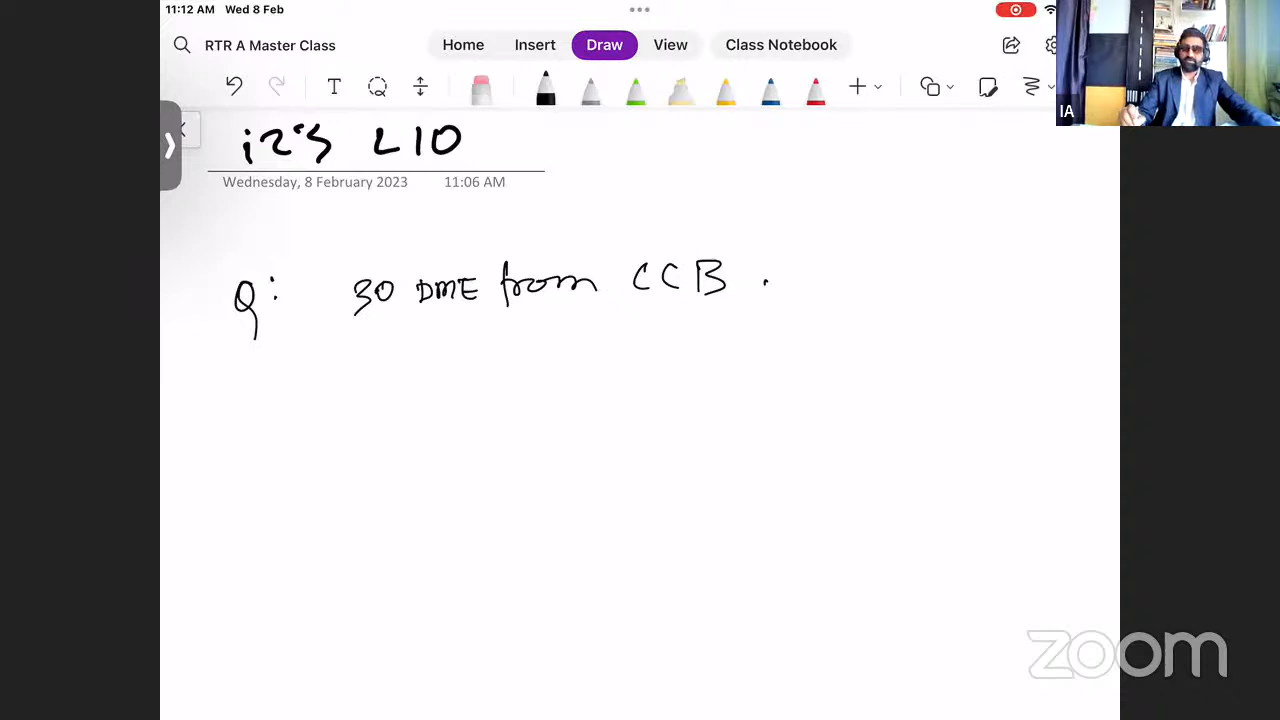 11:12 AM Wed 8 Feb
RTR A Master Class
Home Insert Draw View Class Notebook
T
L10
Wednesday, 8 February 2023 11:06 AM
Q: 30 DME from CCB .
IA
zoom